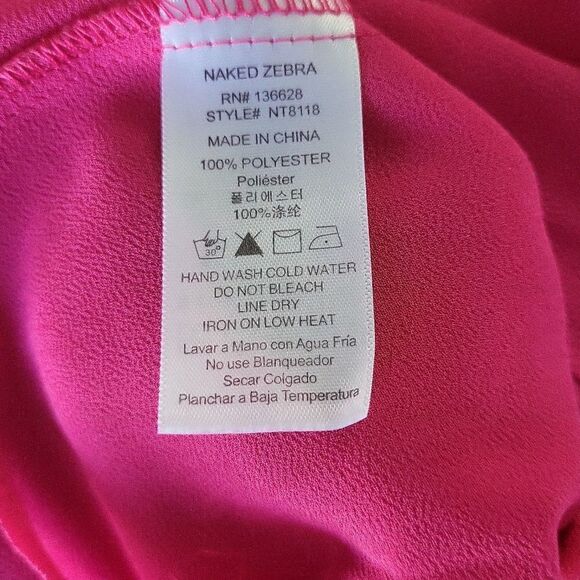 NAKED ZEBRA
RN# 136628
STYLE# NT8118
MADE IN CHINA
100% POLYESTER
Poliéster
폴리에스터
100%涤纶
30°
HAND WASH COLD WATER
DO NOT BLEACH
LINE DRY
IRON ON LOW HEAT
Lavar a Mano con Agua Fría
No use Blanqueador
Secar Colgado
Planchar a Baja Temperatura